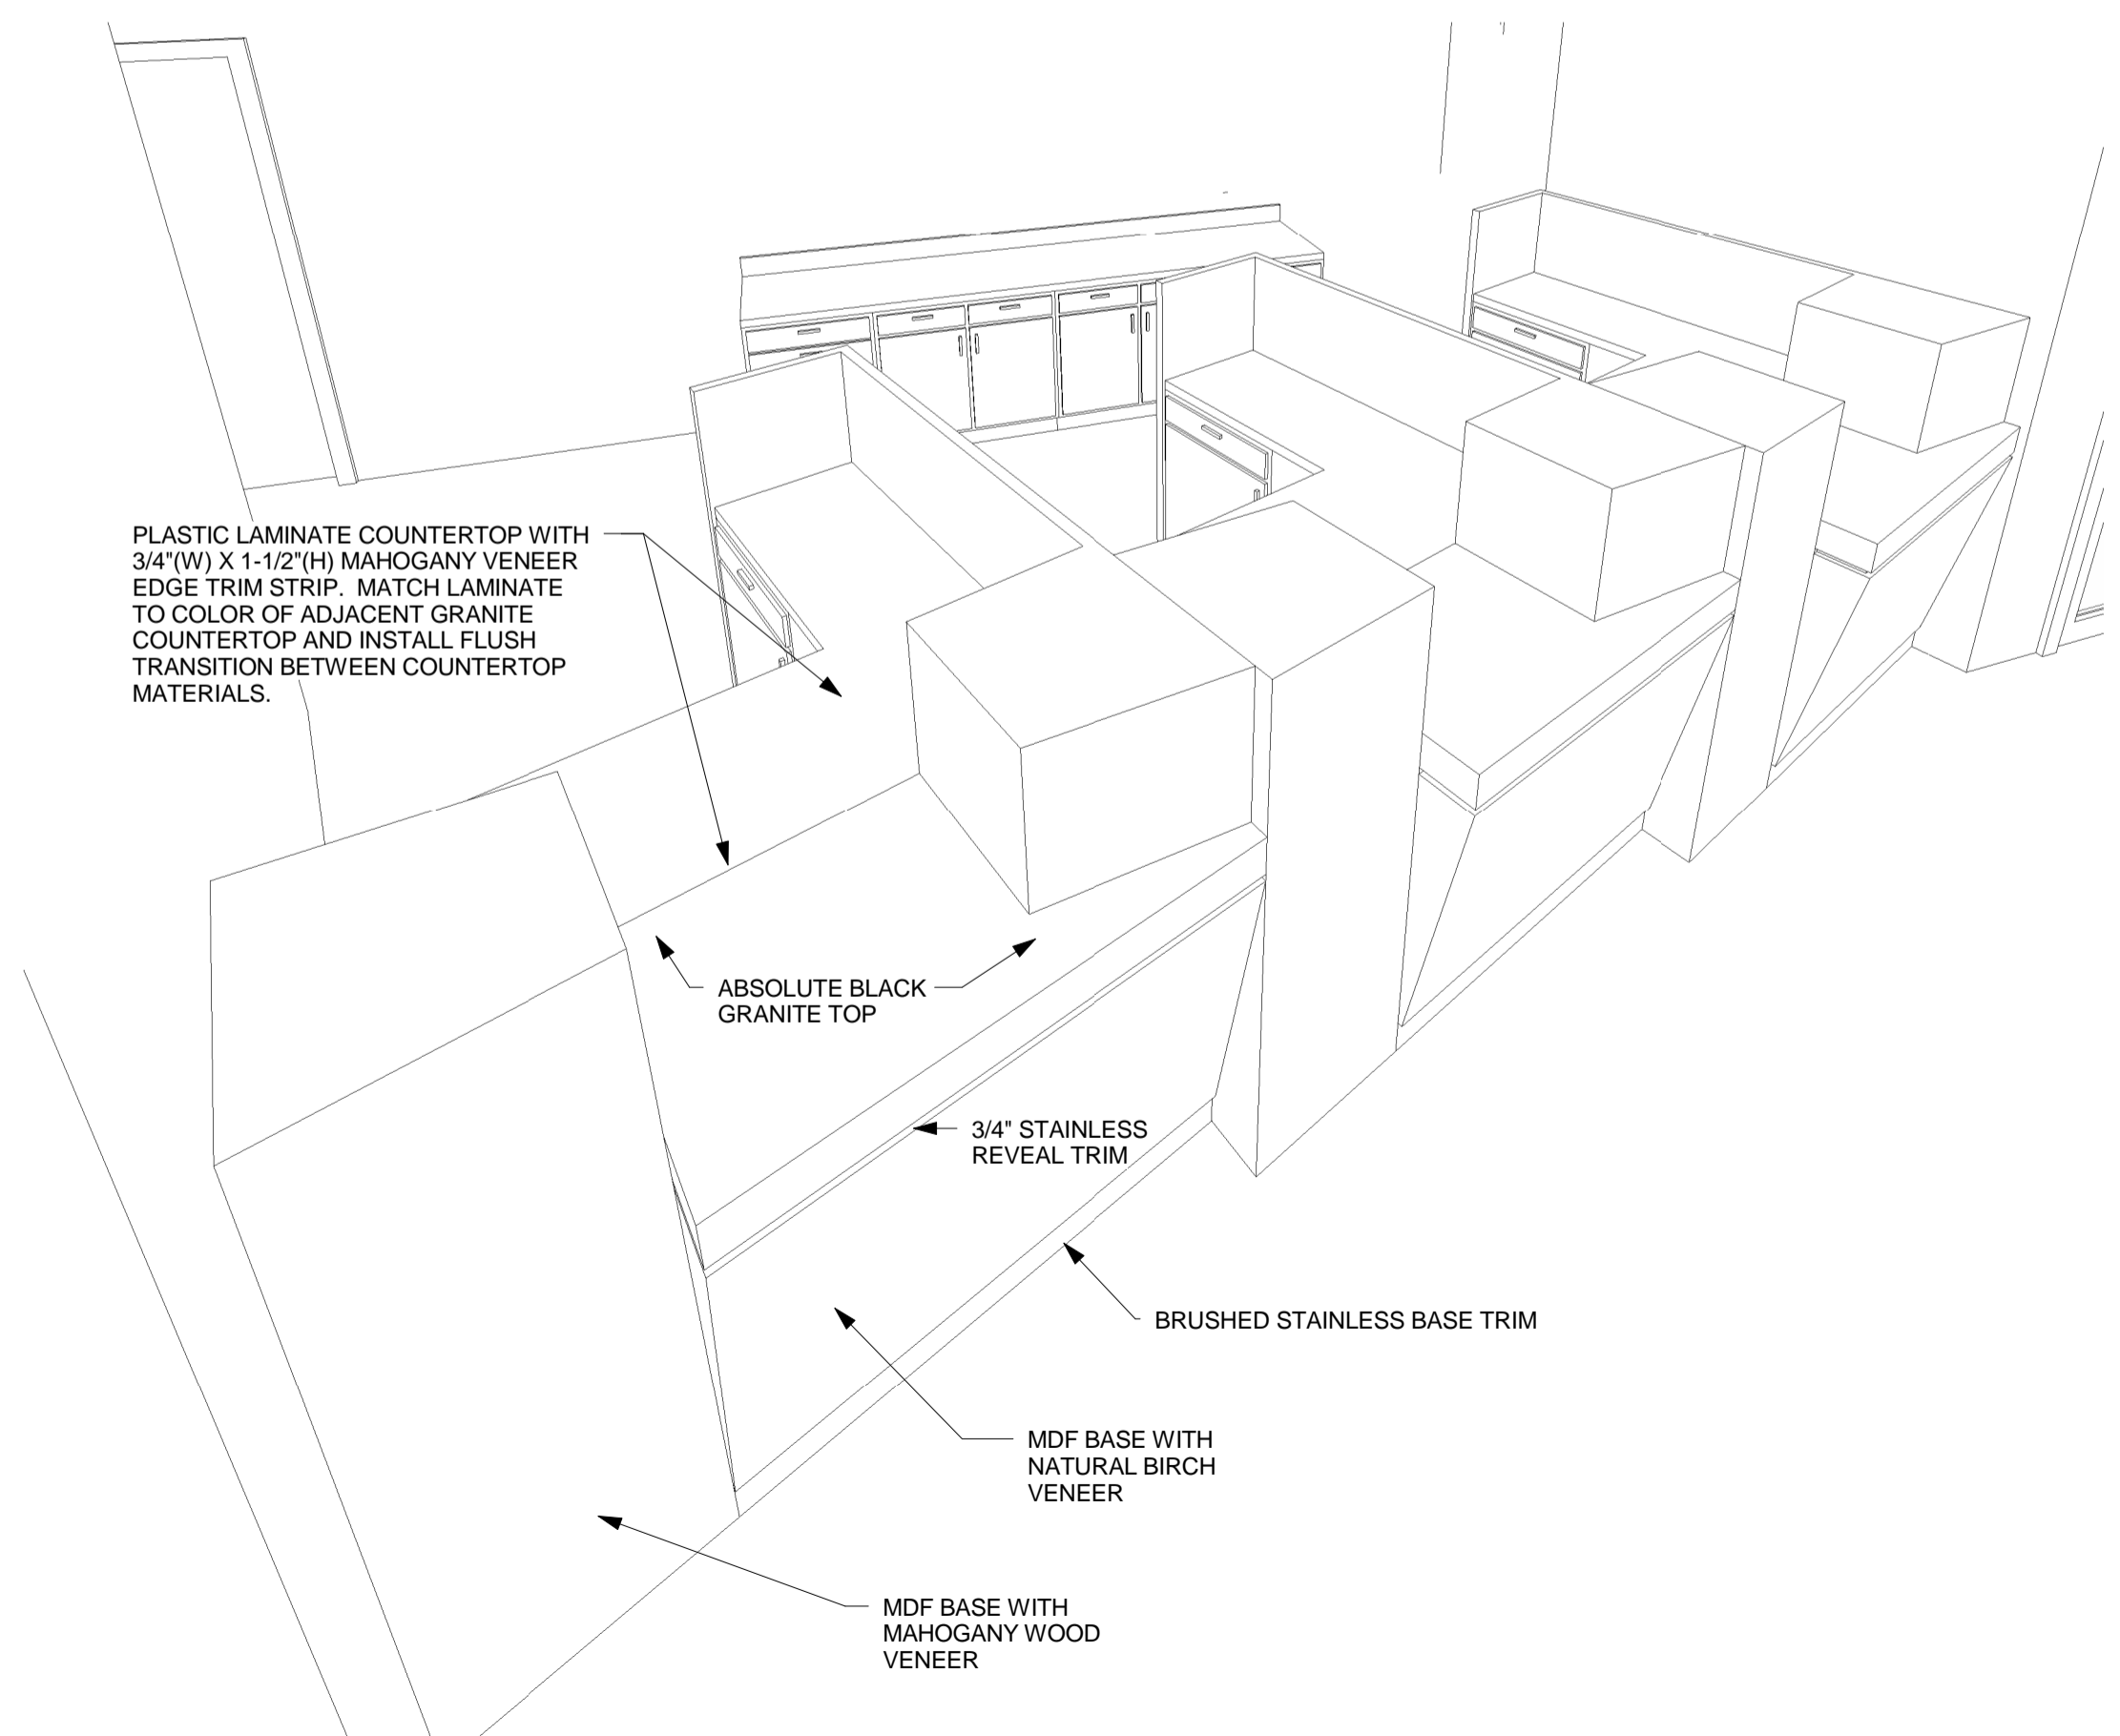 PLASTIC LAMINATE COUNTERTOP WITH
3/4"(W) X 1-1/2"(H) MAHOGANY VENEER
EDGE TRIM STRIP. MATCH LAMINATE
TO COLOR OF ADJACENT GRANITE
COUNTERTOP AND INSTALL FLUSH
TRANSITION BETWEEN COUNTERTOP
MATERIALS.
ABSOLUTE BLACK
GRANITE TOP
3/4" STAINLESS
REVEAL TRIM
BRUSHED STAINLESS BASE TRIM
MDF BASE WITH
NATURAL BIRCH
VENEER
MDF BASE WITH
MAHOGANY WOOD
VENEER